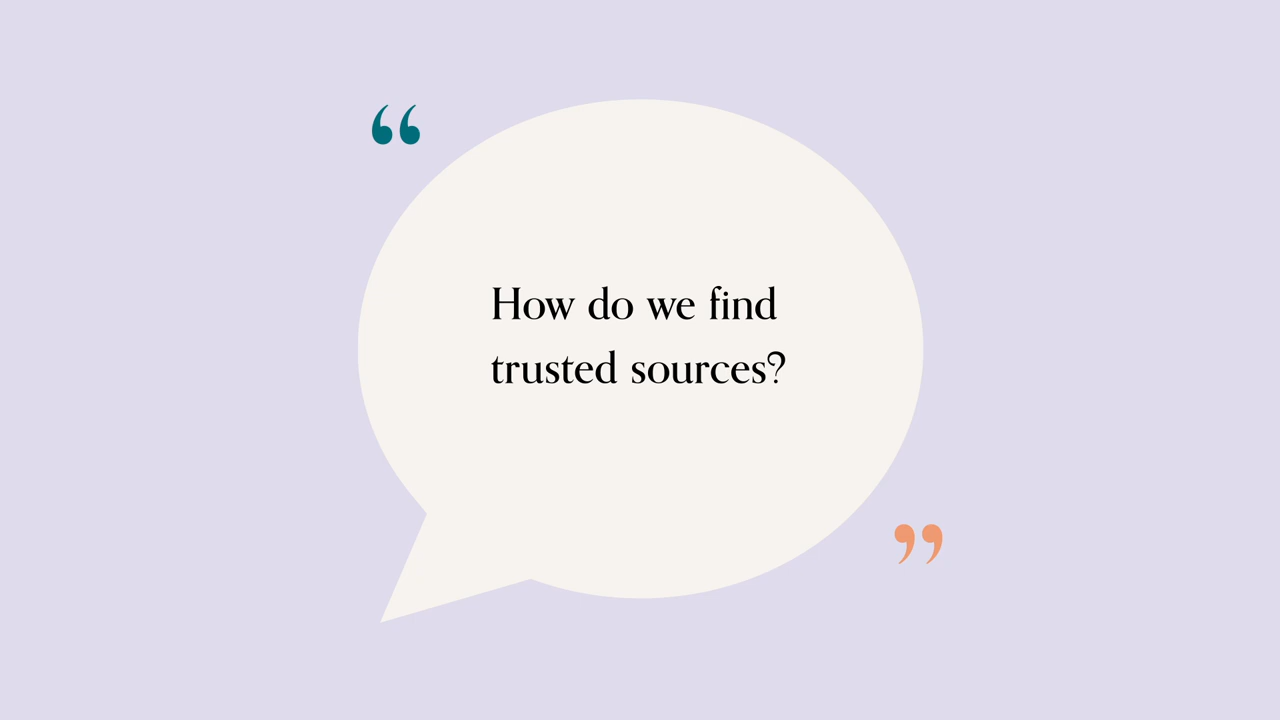 “
How do we find
trusted sources?
”